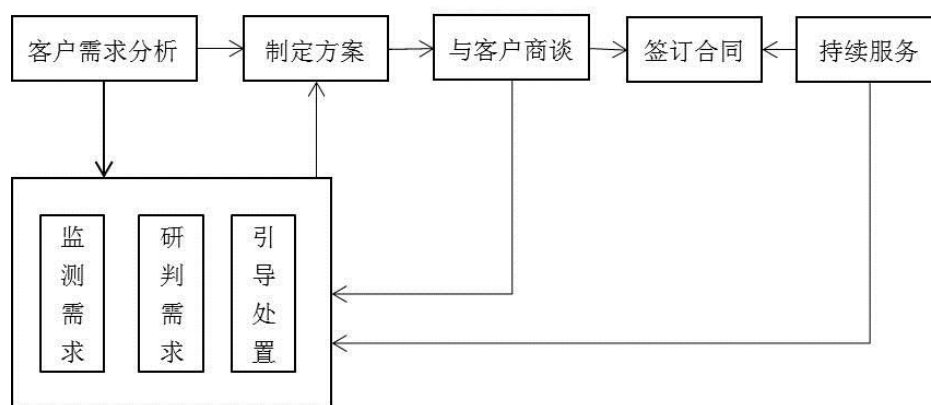 客户需求分析
制定方案
与客户商谈
签订合同
持续服务
监测需求
研判需求
引导处置